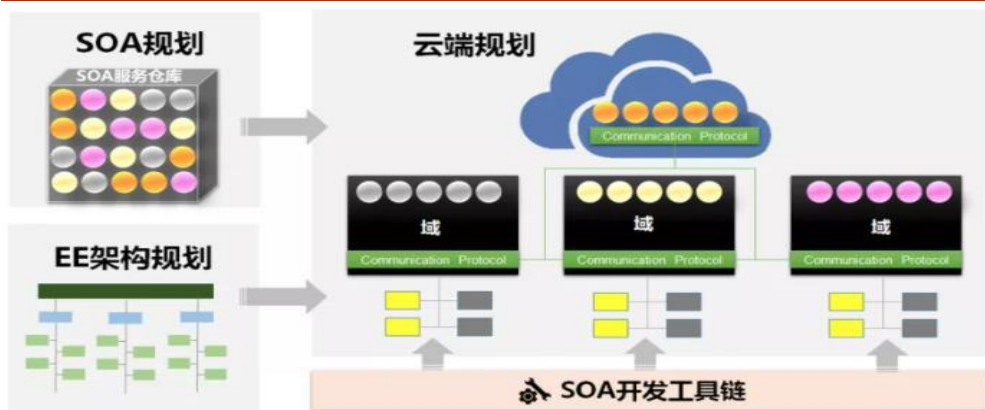 SOA规划
SOA服务仓库
EE架构规划
云端规划
Communication Protocol
域
域
域
Communication Protocol
Communication Protocol
Communication Protocol
SOA开发工具链